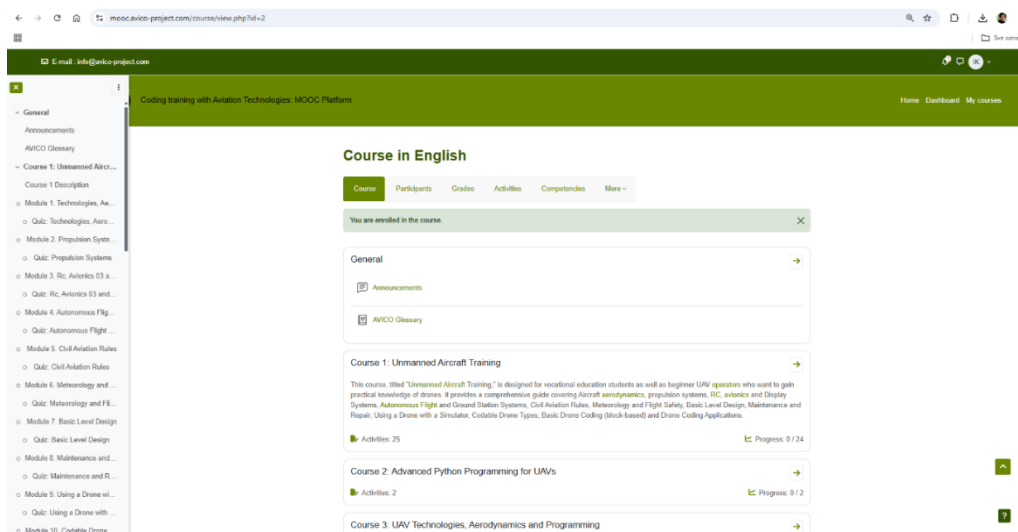 mooc.avico-project.com/course/view.php?id=2
E-mail : info@avico-project.com
IK
Coding training with Aviation Technologies: MOOC Platform
Home Dashboard My courses
General
Announcements
AVICO Glossary
Course 1: Unmanned Aircr...
Course 1 Description
Module 1. Technologies, Ae...
Quiz: Technologies, Aero...
Module 2. Propulsion Syste...
Quiz: Propulsion Systems
Module 3: Rc, Avionics 03 a...
Quiz: Rc, Avionics 03 and...
Module 4. Autonomous Flig...
Quiz: Autonomous Flight ...
Module 5. Civil Aviation Rules
Quiz: Civil Aviation Rules
Module 6. Meteorology and ...
Quiz: Meteorology and Fli...
Module 7. Basic Level Design
Quiz: Basic Level Design
Module 8. Maintenance and...
Quiz: Maintenance and R...
Module 9: Using a Drone wi...
Quiz: Using a Drone with ...
Module 10. Codable Drone
Course in English
Course Participants Grades Activities Competencies More
You are enrolled in the course.
General
Announcements
AVICO Glossary
Course 1: Unmanned Aircraft Training
This course, titled "Unmanned Aircraft Training," is designed for vocational education students as well as beginner UAV operators who want to gain
practical knowledge of drones. It provides a comprehensive guide covering Aircraft aerodynamics, propulsion systems, RC, avionics and Display
Systems, Autonomous Flight and Ground Station Systems, Civil Aviation Rules, Meteorology and Flight Safety, Basic Level Design, Maintenance and
Repair, Using a Drone with a Simulator, Codable Drone Types, Basic Drone Coding (block-based) and Drone Coding Applications.
Activities: 25 Progress: 0 / 24
Course 2: Advanced Python Programming for UAVs
Activities: 2 Progress: 0 / 2
Course 3: UAV Technologies, Aerodynamics and Programming
?